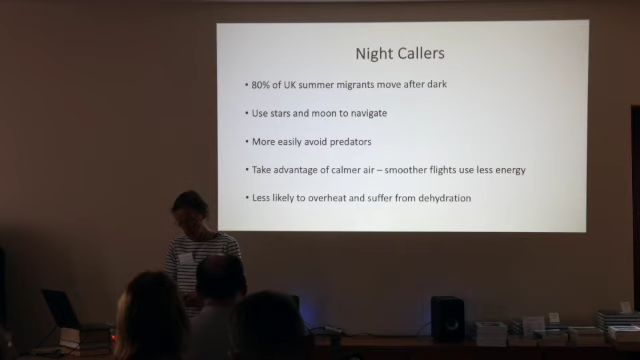 Night Callers
• 80% of UK summer migrants move after dark
• Use stars and moon to navigate
• More easily avoid predators
• Take advantage of calmer air – smoother flights use less energy
• Less likely to overheat and suffer from dehydration